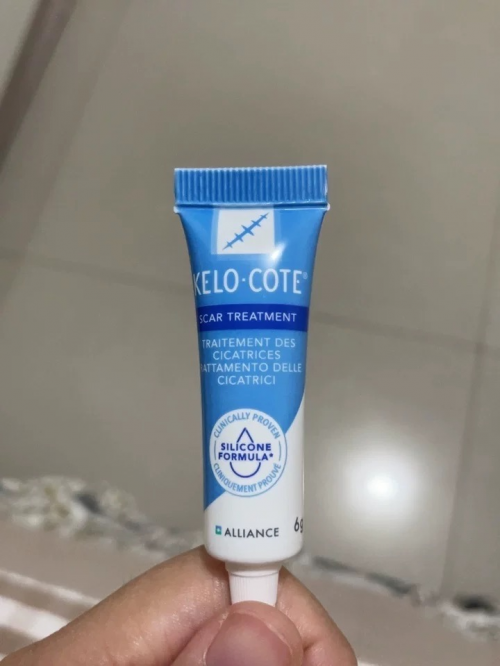 KELO·COTE®
SCAR TREATMENT
TRAITEMENT DES
CICATRICES
TRATTAMENTO DELLE
CICATRICI
CLINICALLY PROVEN
SILICONE
FORMULA*
CLINIQUEMENT PROUVÉ
ALLIANCE
6g